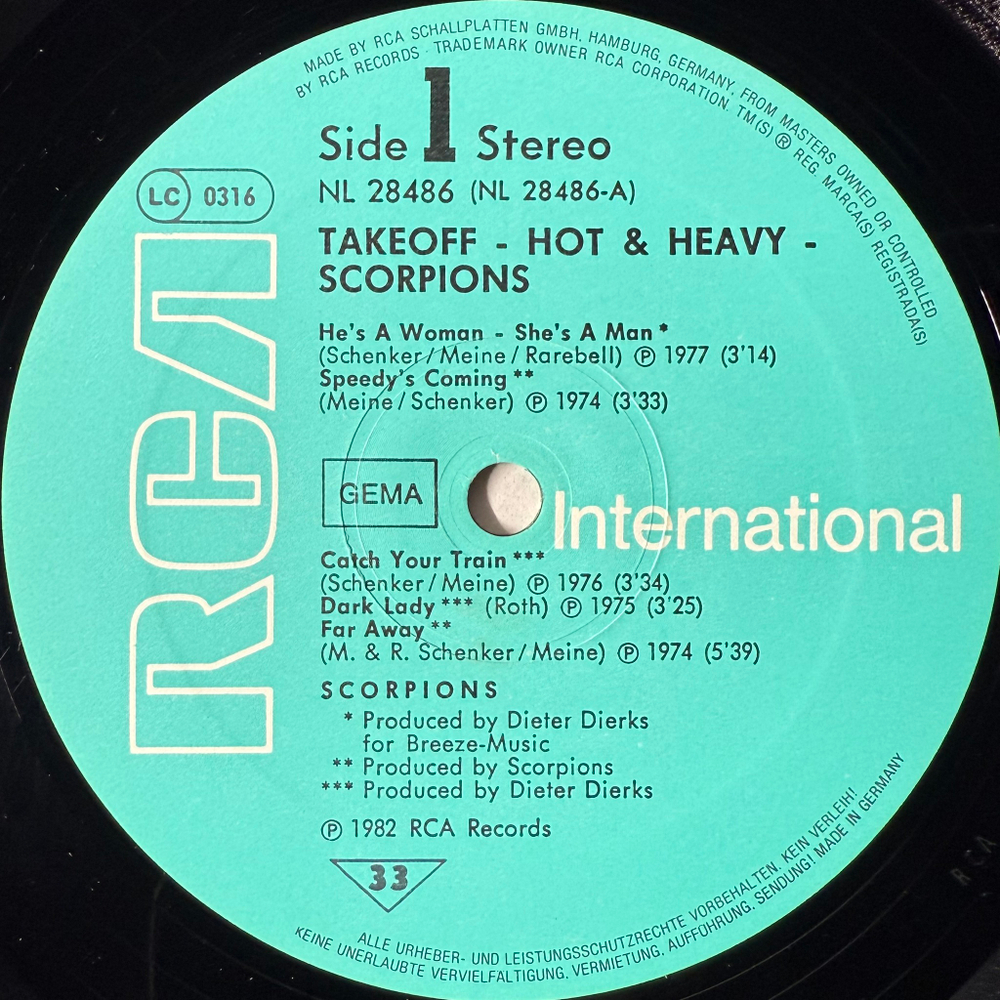 MADE BY RCA SCHALLPLATTEN GMBH, HAMBURG, GERMANY, FROM MASTERS OWNED OR CONTROLLED
BY RCA RECORDS · TRADEMARK OWNER RCA CORPORATION. TM(S) ® REG. MARCA(S) REGISTRADA(S)
Side 1 Stereo
LC 0316
NL 28486 (NL 28486-A)
TAKEOFF - HOT & HEAVY -
SCORPIONS
He's A Woman - She's A Man *
(Schenker/Meine/Rarebell) ℗ 1977 (3'14)
Speedy's Coming **
(Meine/Schenker) ℗ 1974 (3'33)
RCA
GEMA
International
Catch Your Train ***
(Schenker/Meine) ℗ 1976 (3'34)
Dark Lady *** (Roth) ℗ 1975 (3'25)
Far Away **
(M. & R. Schenker/Meine) ℗ 1974 (5'39)
SCORPIONS
* Produced by Dieter Dierks
for Breeze-Music
** Produced by Scorpions
*** Produced by Dieter Dierks
℗ 1982 RCA Records
33
ALLE URHEBER- UND LEISTUNGSSCHUTZRECHTE VORBEHALTEN. KEIN VERLEIH!
KEINE UNERLAUBTE VERVIELFÄLTIGUNG, VERMIETUNG, AUFFÜHRUNG, SENDUNG! MADE IN GERMANY
RCA